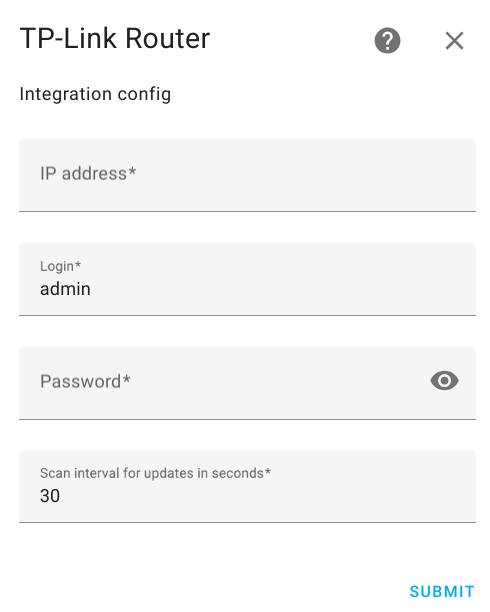 TP-Link Router
Integration config
IP address*
Login*
admin
Password*
Scan interval for updates in seconds*
30
SUBMIT